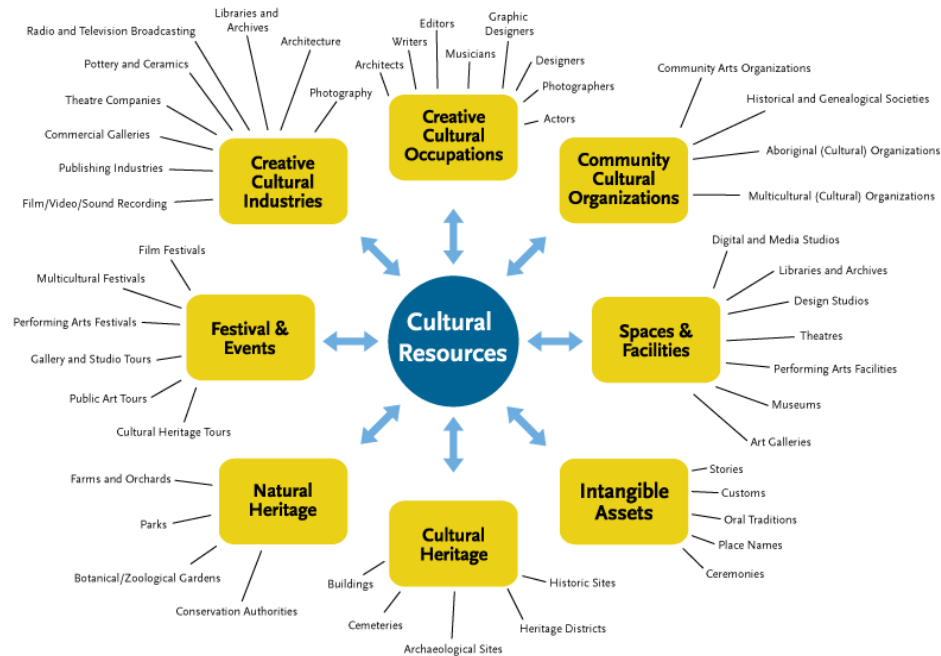 Libraries and
Archives
Radio and Television Broadcasting
Architecture
Pottery and Ceramics
Photography
Theatre Companies
Commercial Galleries
Publishing Industries
Film/Video/Sound Recording
Creative
Cultural
Industries
Graphic
Designers
Editors
Writers
Musicians
Architects
Designers
Photographers
Actors
Creative
Cultural
Occupations
Community Arts Organizations
Historical and Genealogical Societies
Aboriginal (Cultural) Organizations
Multicultural (Cultural) Organizations
Community
Cultural
Organizations
Film Festivals
Multicultural Festivals
Performing Arts Festivals
Gallery and Studio Tours
Public Art Tours
Cultural Heritage Tours
Festival &
Events
Cultural
Resources
Spaces &
Facilities
Digital and Media Studios
Libraries and Archives
Design Studios
Theatres
Performing Arts Facilities
Museums
Art Galleries
Natural
Heritage
Farms and Orchards
Parks
Botanical/Zoological Gardens
Conservation Authorities
Cultural
Heritage
Buildings
Cemeteries
Archaeological Sites
Heritage Districts
Historic Sites
Intangible
Assets
Stories
Customs
Oral Traditions
Place Names
Ceremonies